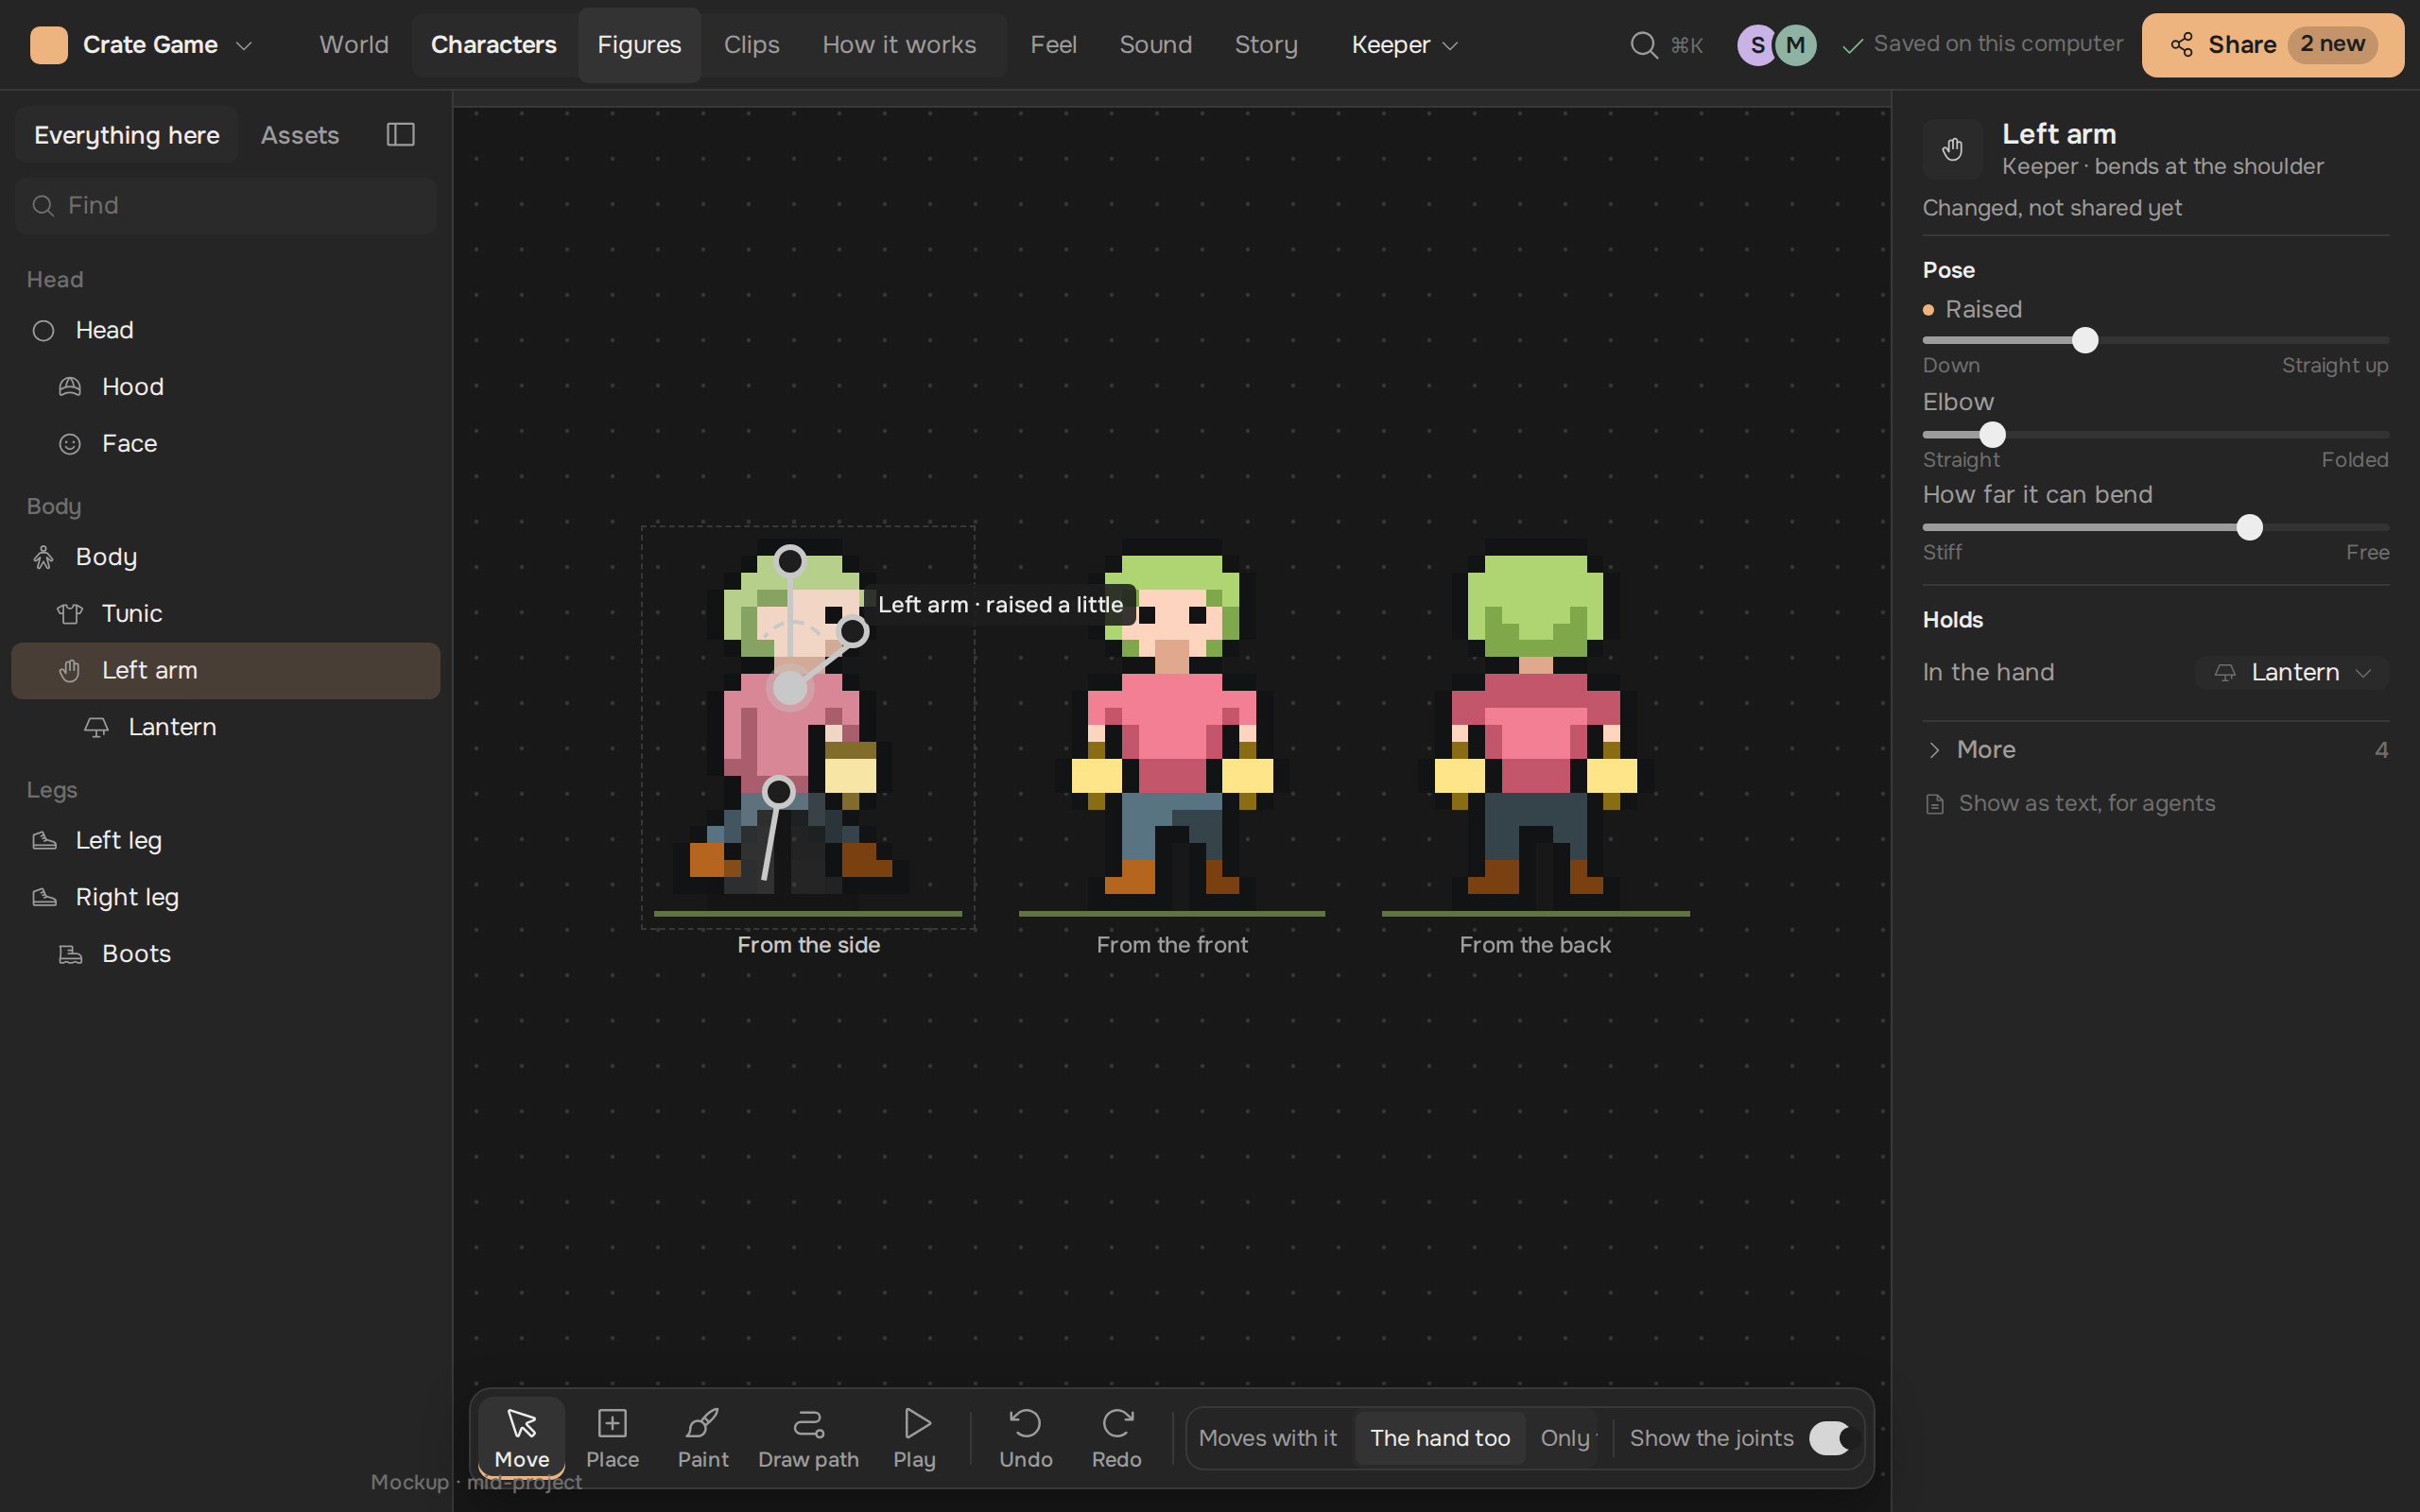 Crate Game
World
Characters
Figures
Clips
How it works
Feel
Sound
Story
Keeper
⌘K
S
M
Saved on this computer
Share
2 new
Everything here
Assets
Find
Head
Head
Hood
Face
Body
Body
Tunic
Left arm
Lantern
Legs
Left leg
Right leg
Boots
Left arm · raised a little
From the side
From the front
From the back
Left arm
Keeper · bends at the shoulder
Changed, not shared yet
Pose
Raised
Down
Straight up
Elbow
Straight
Folded
How far it can bend
Stiff
Free
Holds
In the hand
Lantern
More
4
Show as text, for agents
Move
Place
Paint
Draw path
Play
Undo
Redo
Moves with it
The hand too
Only
Show the joints
Mockup · mid-project